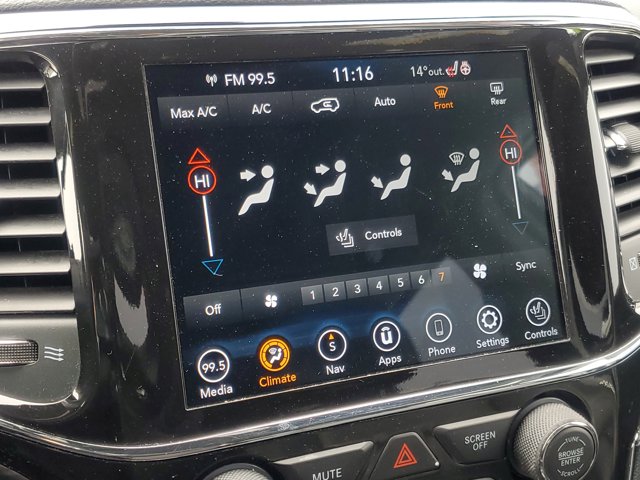 FM 99.5 11:16 14° out.
Max A/C A/C Auto Front Rear
HI HI
Controls
Off 1 2 3 4 5 6 7 Sync
99.5 S U
Media Climate Nav Apps Phone Settings Controls
MUTE SCREEN OFF
TUNE
BROWSE
ENTER
SCROLL